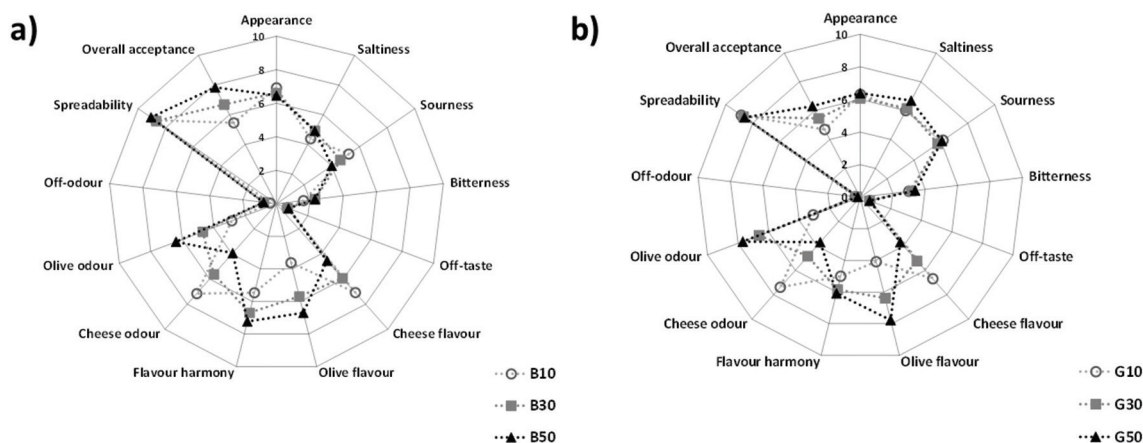 a)
Appearance
Saltiness
Sourness
Bitterness
Off-taste
Cheese flavour
Olive flavour
Flavour harmony
Cheese odour
Olive odour
Off-odour
Spreadability
Overall acceptance
10
8
6
4
2
0
B10
B30
B50
b)
Appearance
Saltiness
Sourness
Bitterness
Off-taste
Cheese flavour
Olive flavour
Flavour harmony
Cheese odour
Olive odour
Off-odour
Spreadability
Overall acceptance
10
8
6
4
2
0
G10
G30
G50